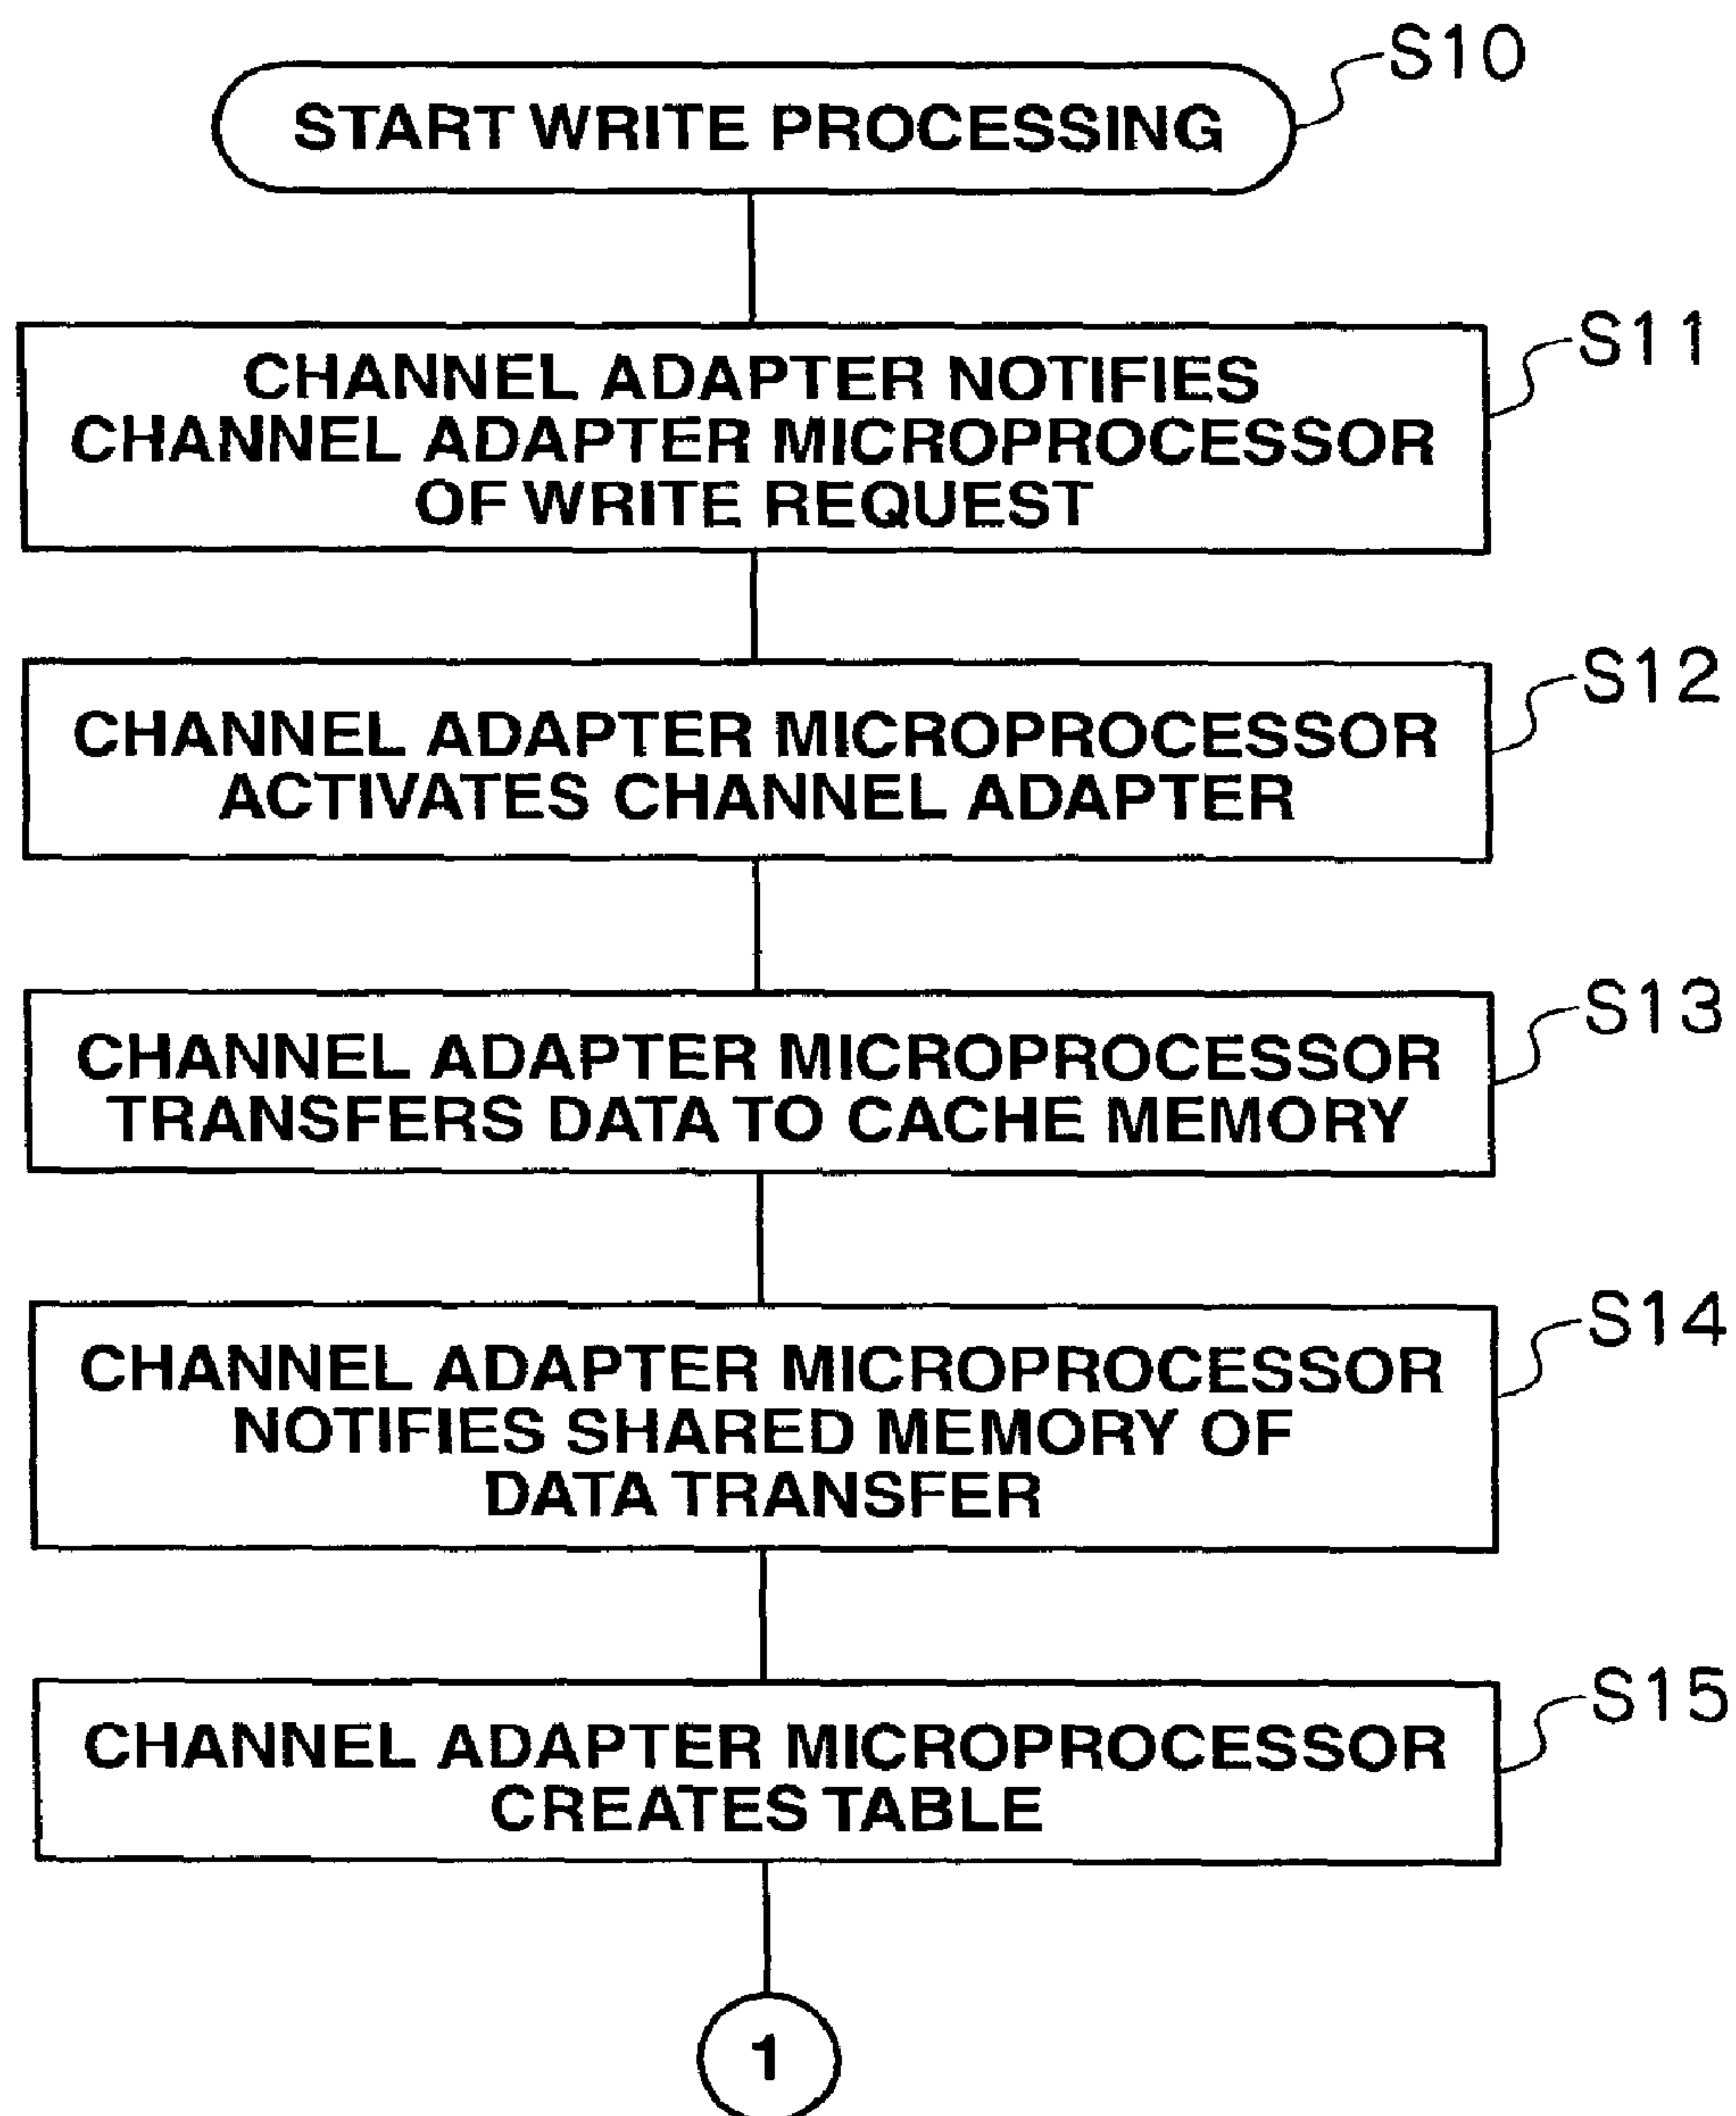 S10
START WRITE PROCESSING
S11
CHANNEL ADAPTER NOTIFIES
CHANNEL ADAPTER MICROPROCESSOR
OF WRITE REQUEST
S12
CHANNEL ADAPTER MICROPROCESSOR
ACTIVATES CHANNEL ADAPTER
S13
CHANNEL ADAPTER MICROPROCESSOR
TRANSFERS DATA TO CACHE MEMORY
S14
CHANNEL ADAPTER MICROPROCESSOR
NOTIFIES SHARED MEMORY OF
DATA TRANSFER
S15
CHANNEL ADAPTER MICROPROCESSOR
CREATES TABLE
1